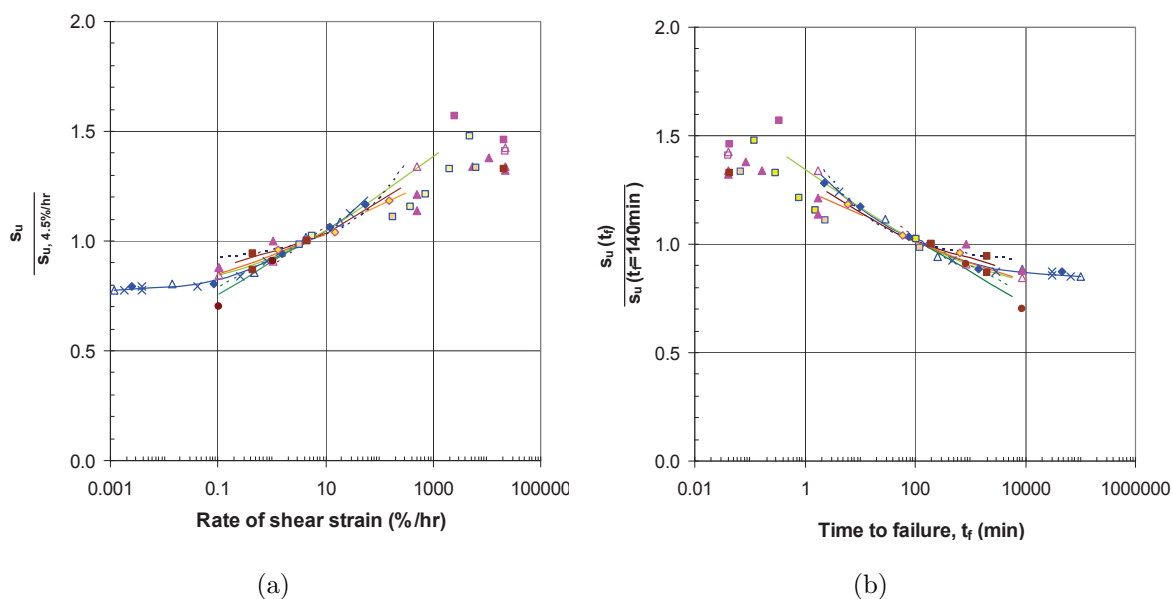 2.0
1.5
1.0
0.5
0.0
s_u
s_u, 4.5%/hr
0.001 0.1 10 1000 100000
Rate of shear strain (%/hr)
(a)
2.0
1.5
1.0
0.5
0.0
s_u (t_f)
s_u (t_f=140min)
0.01 1 100 10000 1000000
Time to failure, t_f (min)
(b)